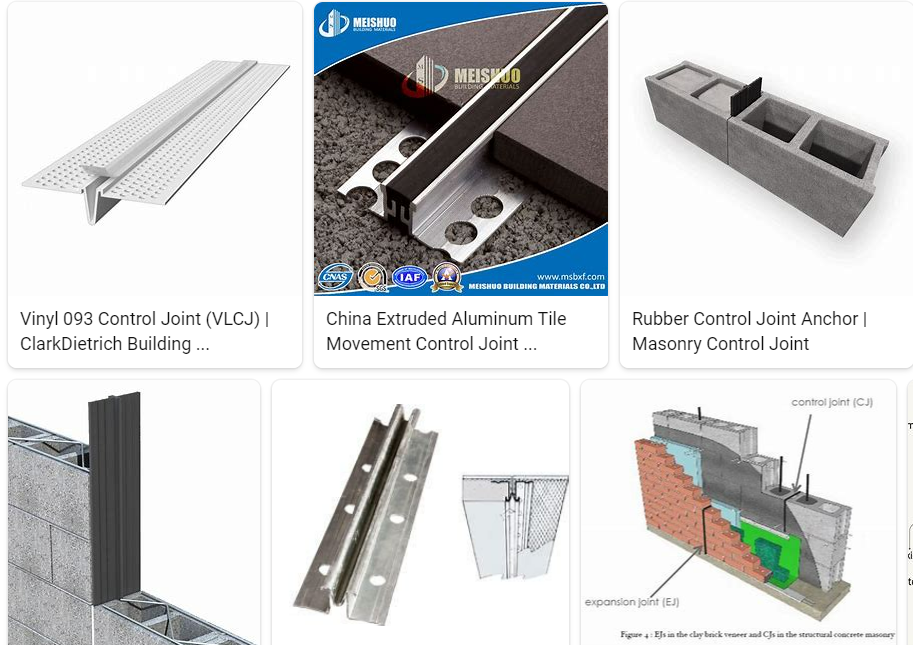 MEISHUO
BUILDING MATERIALS
MEISHUO
BUILDING MATERIALS
CNAS
SGS
IAF
www.msbxf.com
MEISHUO BUILDING MATERIALS CO.,LTD
Vinyl 093 Control Joint (VLCJ) |
ClarkDietrich Building ...
China Extruded Aluminum Tile
Movement Control Joint ...
Rubber Control Joint Anchor |
Masonry Control Joint
control joint (CJ)
expansion joint (EJ)
Figure 4 : EJs in the clay brick veneer and CJs in the structural concrete masonry